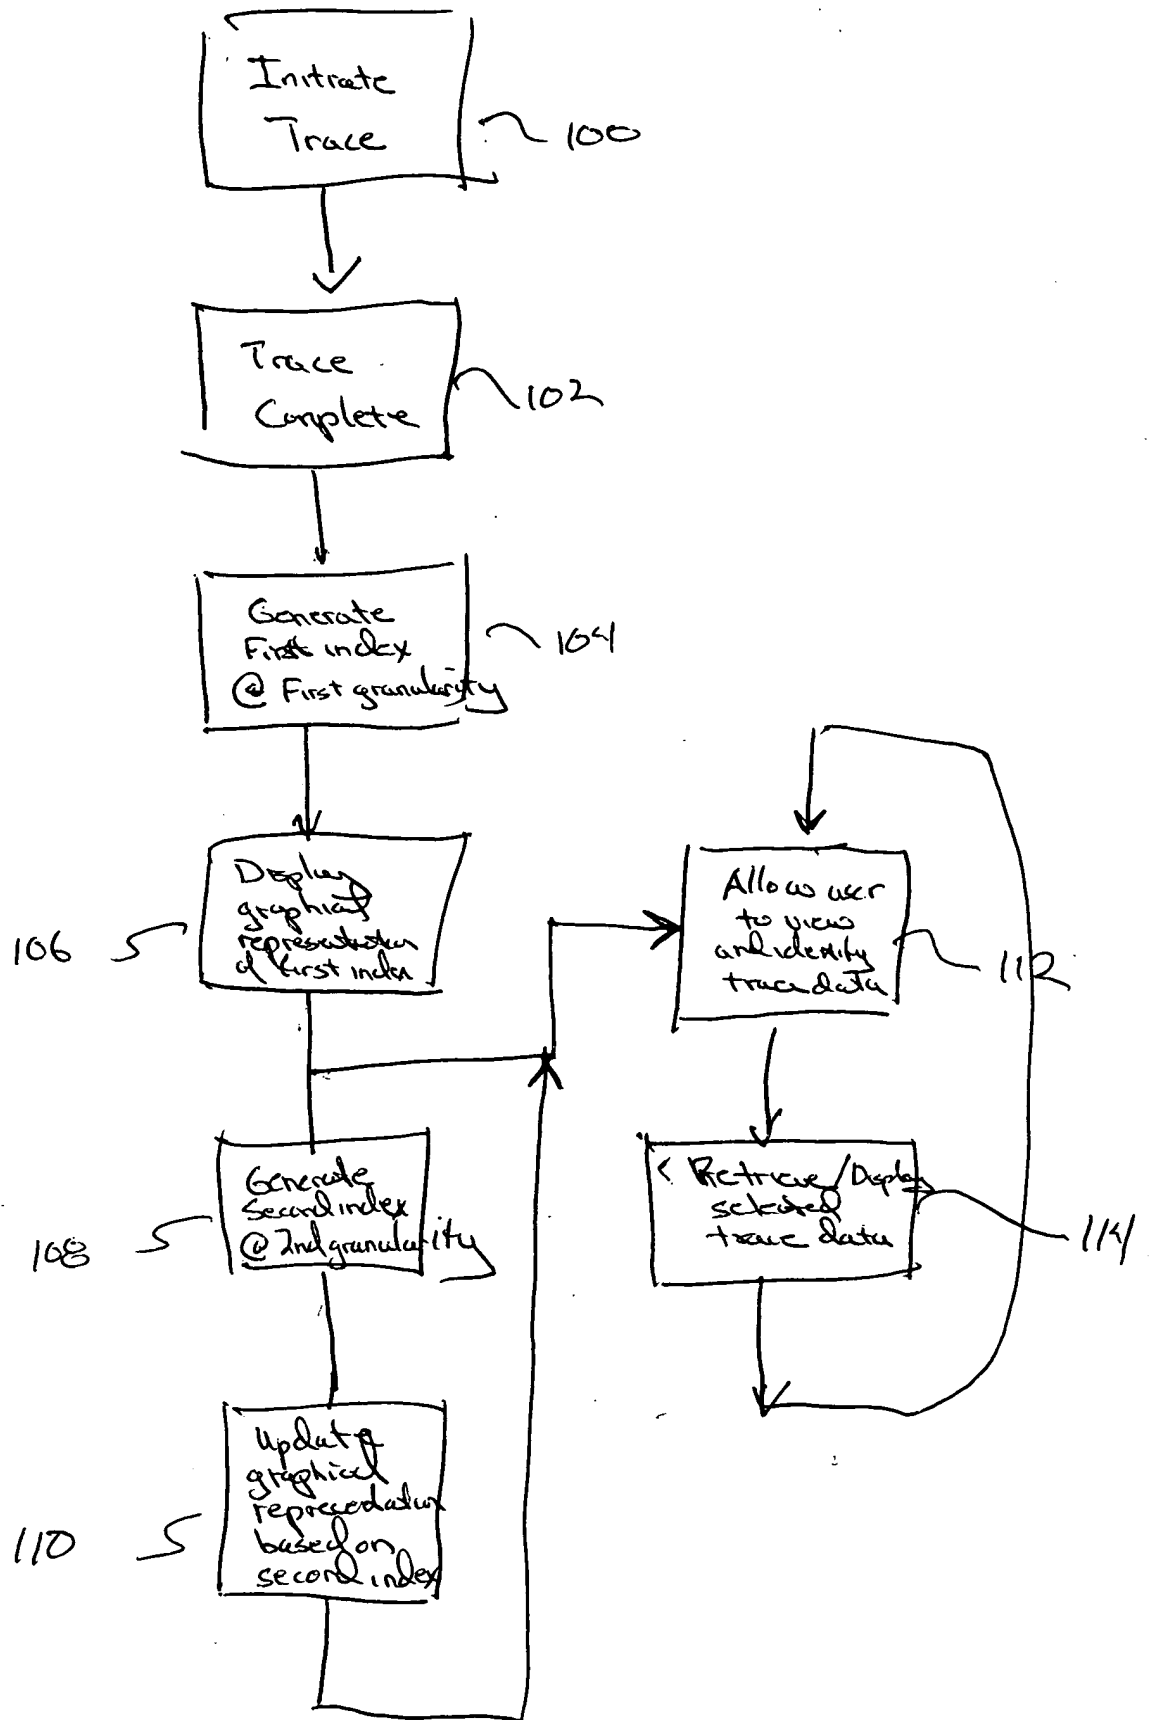 Initiate
Trace
100
Trace
Complete
102
Generate
First index
@ First granularity
104
Display
graphical
representation
of first index
106
Generate
Second index
@ 2nd granularity
108
Update
graphical
representation
based on
second index
110
Allow user
to view
and identify
trace data
112
Retrieve/Display
selected
trace data
114